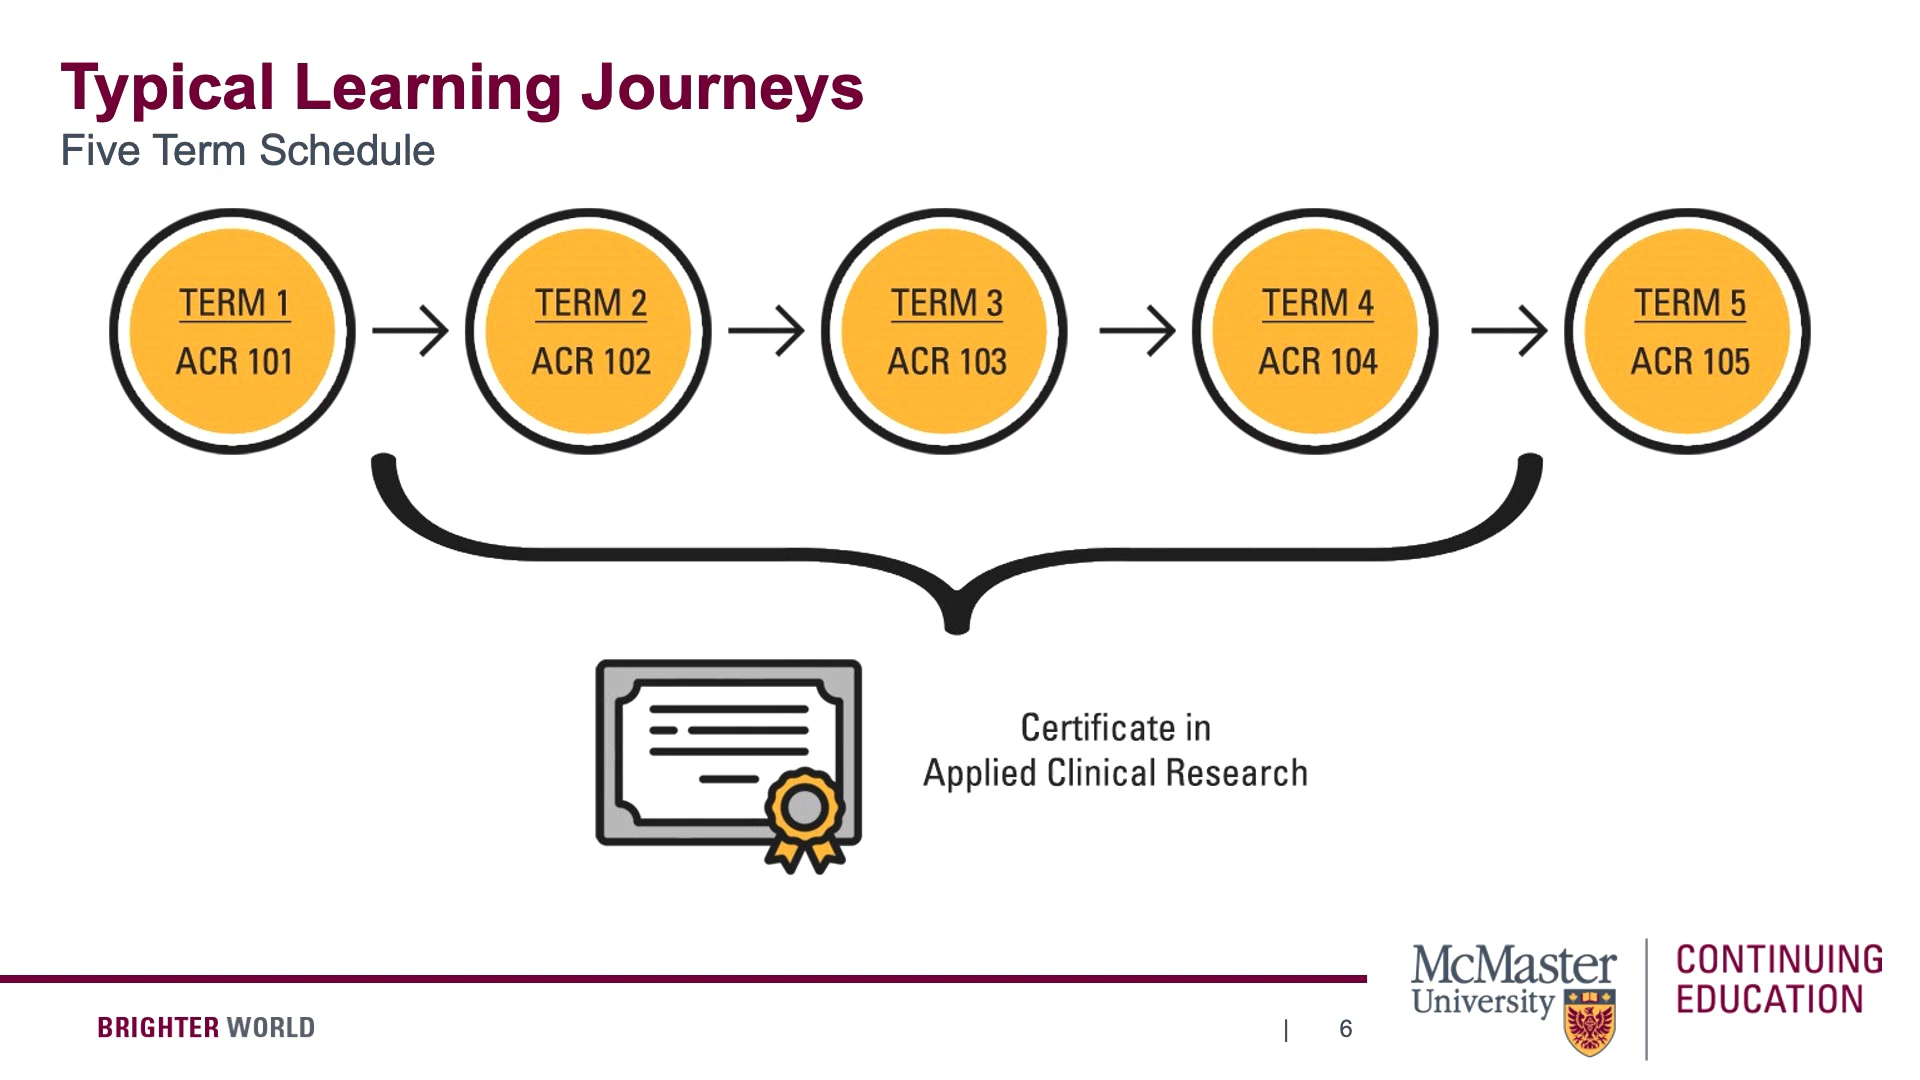 Typical Learning Journeys
Five Term Schedule
TERM 1
ACR 101
TERM 2
ACR 102
TERM 3
ACR 103
TERM 4
ACR 104
TERM 5
ACR 105
Certificate in
Applied Clinical Research
BRIGHTER WORLD
| 6
McMaster
University
CONTINUING
EDUCATION